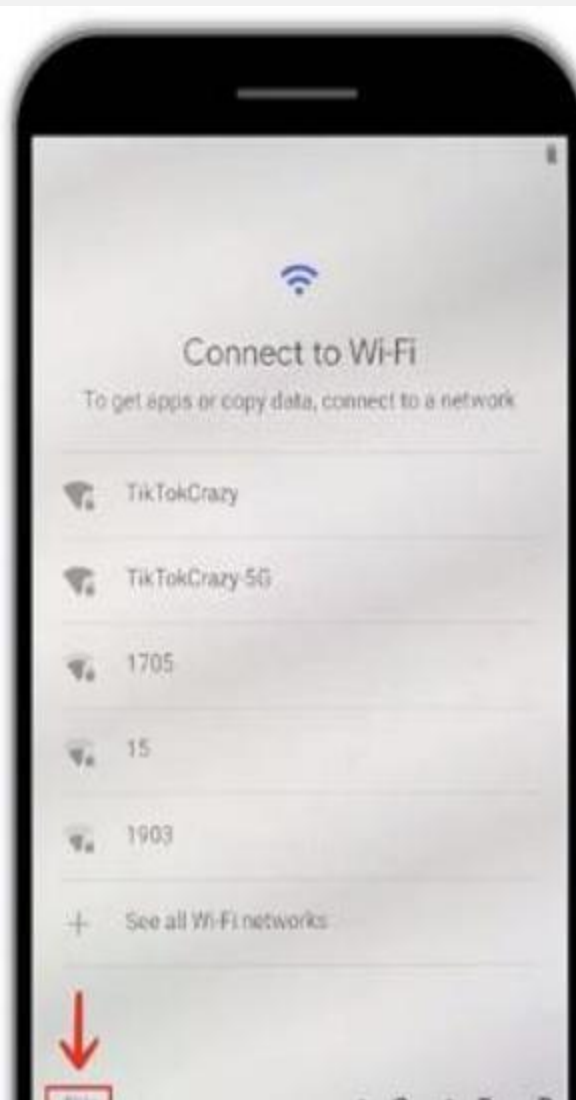 Connect to Wi-Fi
To get apps or copy data, connect to a network
TikTokCrazy
TikTokCrazy-5G
1705
15
1903
See all Wi-Fi networks